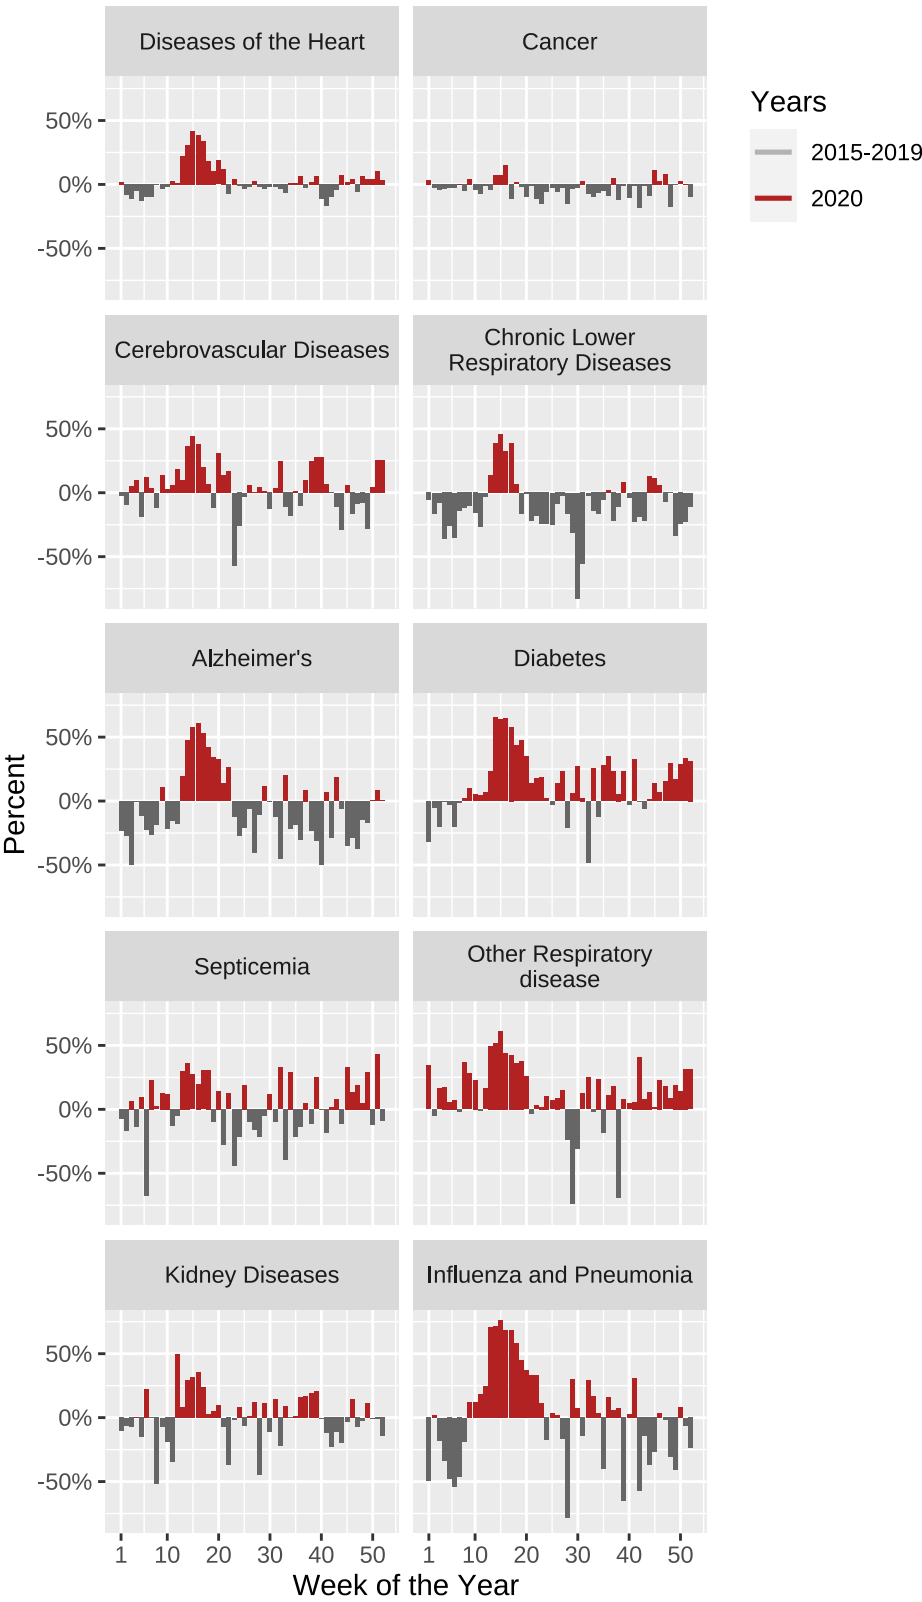 Diseases of the Heart
Cancer
50%
0%
-50%
Years
2015-2019
2020
Cerebrovascular Diseases
Chronic Lower
Respiratory Diseases
50%
0%
-50%
Alzheimer's
Diabetes
50%
0%
-50%
Percent
Septicemia
Other Respiratory
disease
50%
0%
-50%
Kidney Diseases
Influenza and Pneumonia
50%
0%
-50%
1 10 20 30 40 50
1 10 20 30 40 50
Week of the Year